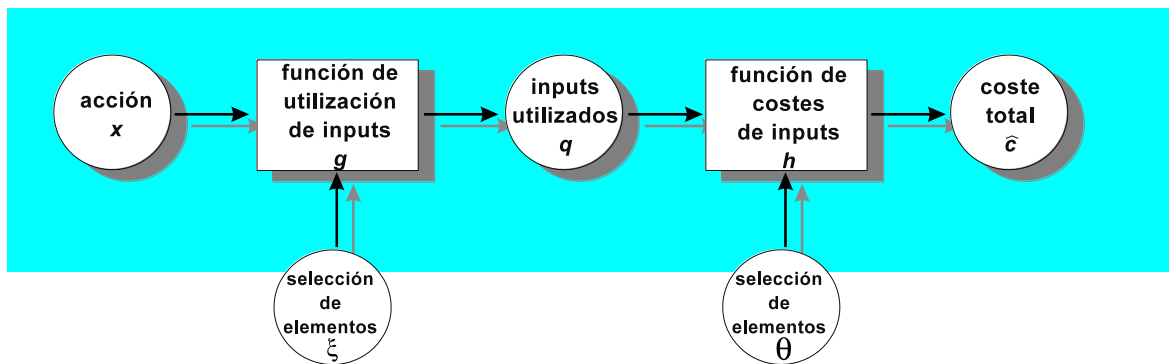 acción
x
función de
utilización
de inputs
g
inputs
utilizados
q
función de
costes
de inputs
h
coste
total
ĉ
selección
de
elementos
ξ
selección
de
elementos
θ